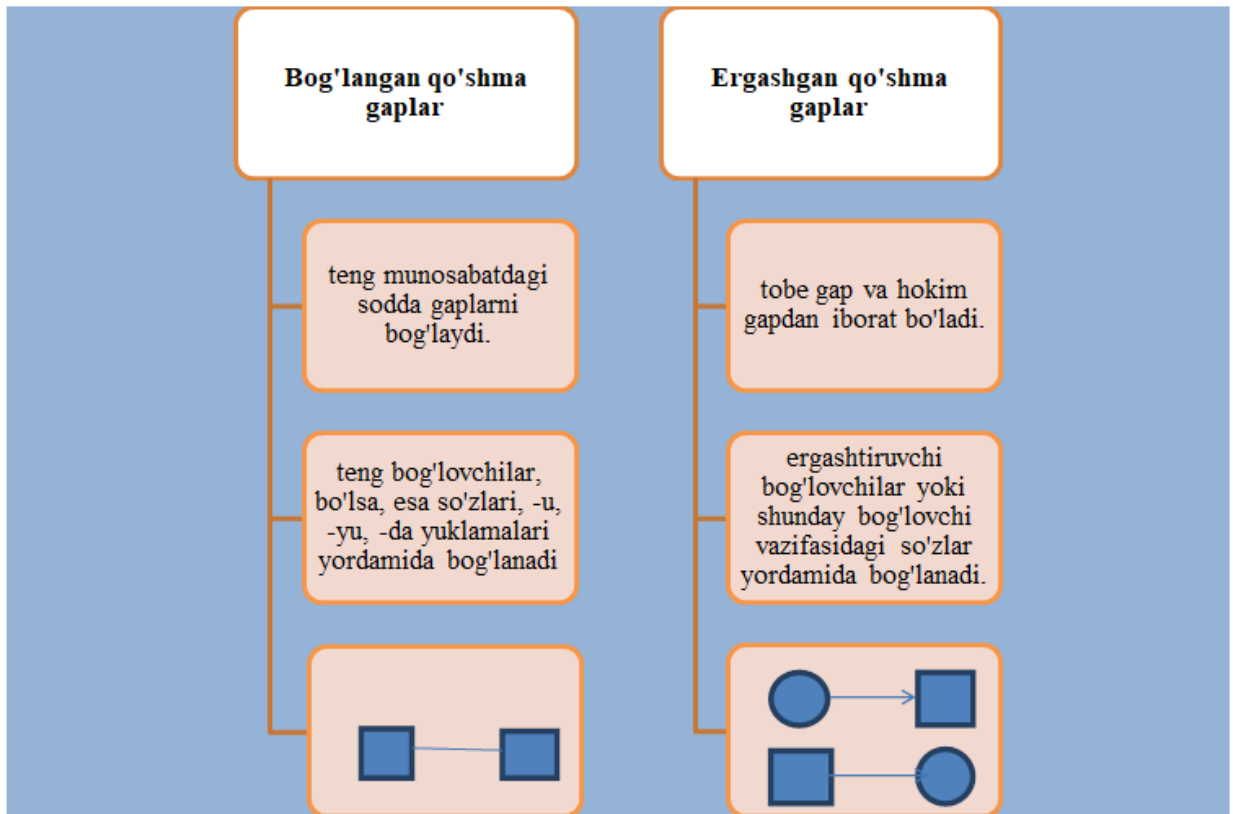 Bog'langan qo'shma
gaplar
teng munosabatdagi
sodda gaplarni
bog'laydi.
teng bog'lovchilar,
bo'lsa, esa so'zlari, -u,
-yu, -da yuklamalari
yordamida bog'lanadi
Ergashgan qo'shma
gaplar
tobe gap va hokim
gapdan iborat bo'ladi.
ergashtiruvchi
bog'lovchilar yoki
shunday bog'lovchi
vazifasidagi so'zlar
yordamida bog'lanadi.